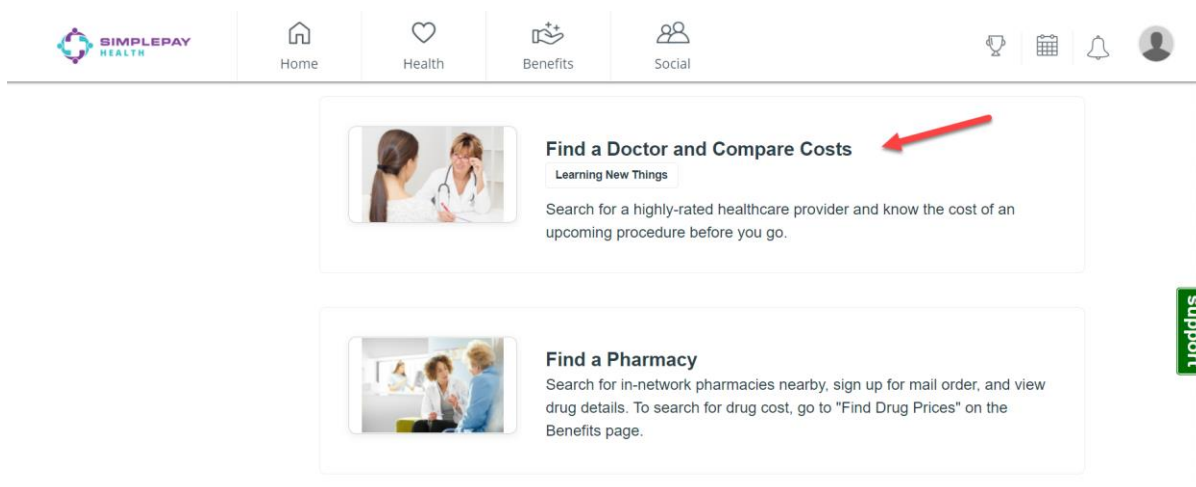 SIMPLEPAY
HEALTH
Home
Health
Benefits
Social
Find a Doctor and Compare Costs
Learning New Things
Search for a highly-rated healthcare provider and know the cost of an
upcoming procedure before you go.
Support
Find a Pharmacy
Search for in-network pharmacies nearby, sign up for mail order, and view
drug details. To search for drug cost, go to "Find Drug Prices" on the
Benefits page.